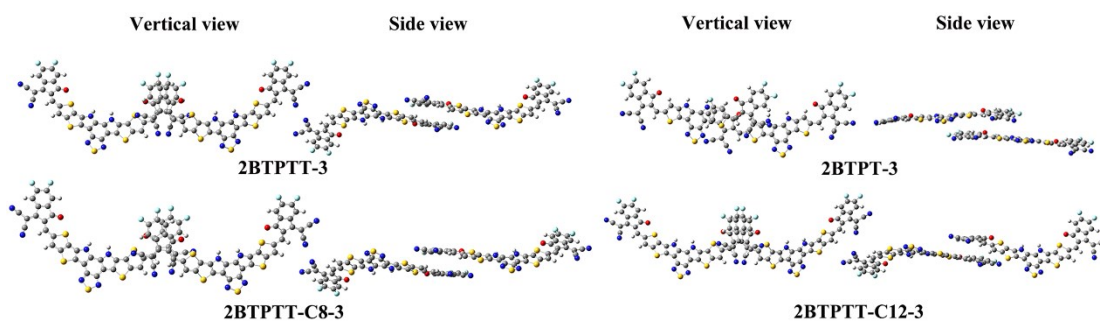 Vertical view Side view Vertical view Side view
2BTPTT-3 2BTPT-3
2BTPTT-C8-3 2BTPTT-C12-3